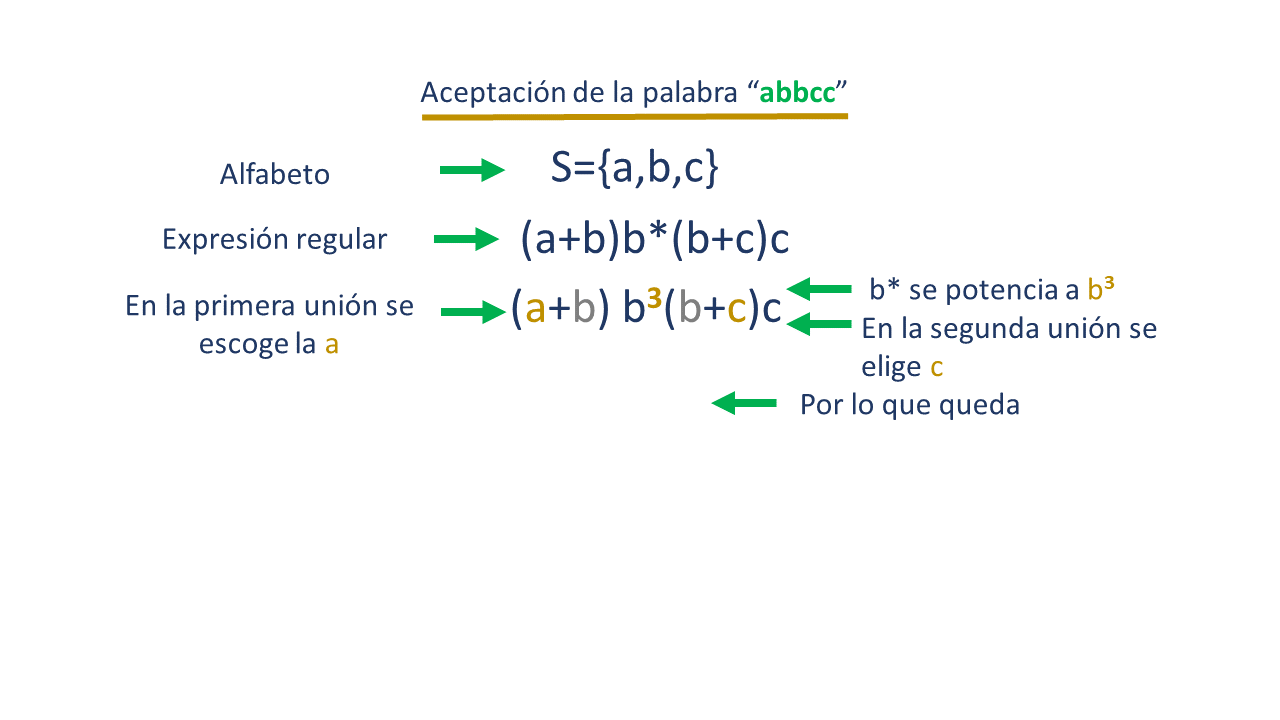 Aceptación de la palabra “abbcc”
Alfabeto
S={a,b,c}
Expresión regular
(a+b)b*(b+c)c
En la primera unión se
escoge la a
(a+b) b³(b+c)c
b* se potencia a b³
En la segunda unión se
elige c
Por lo que queda